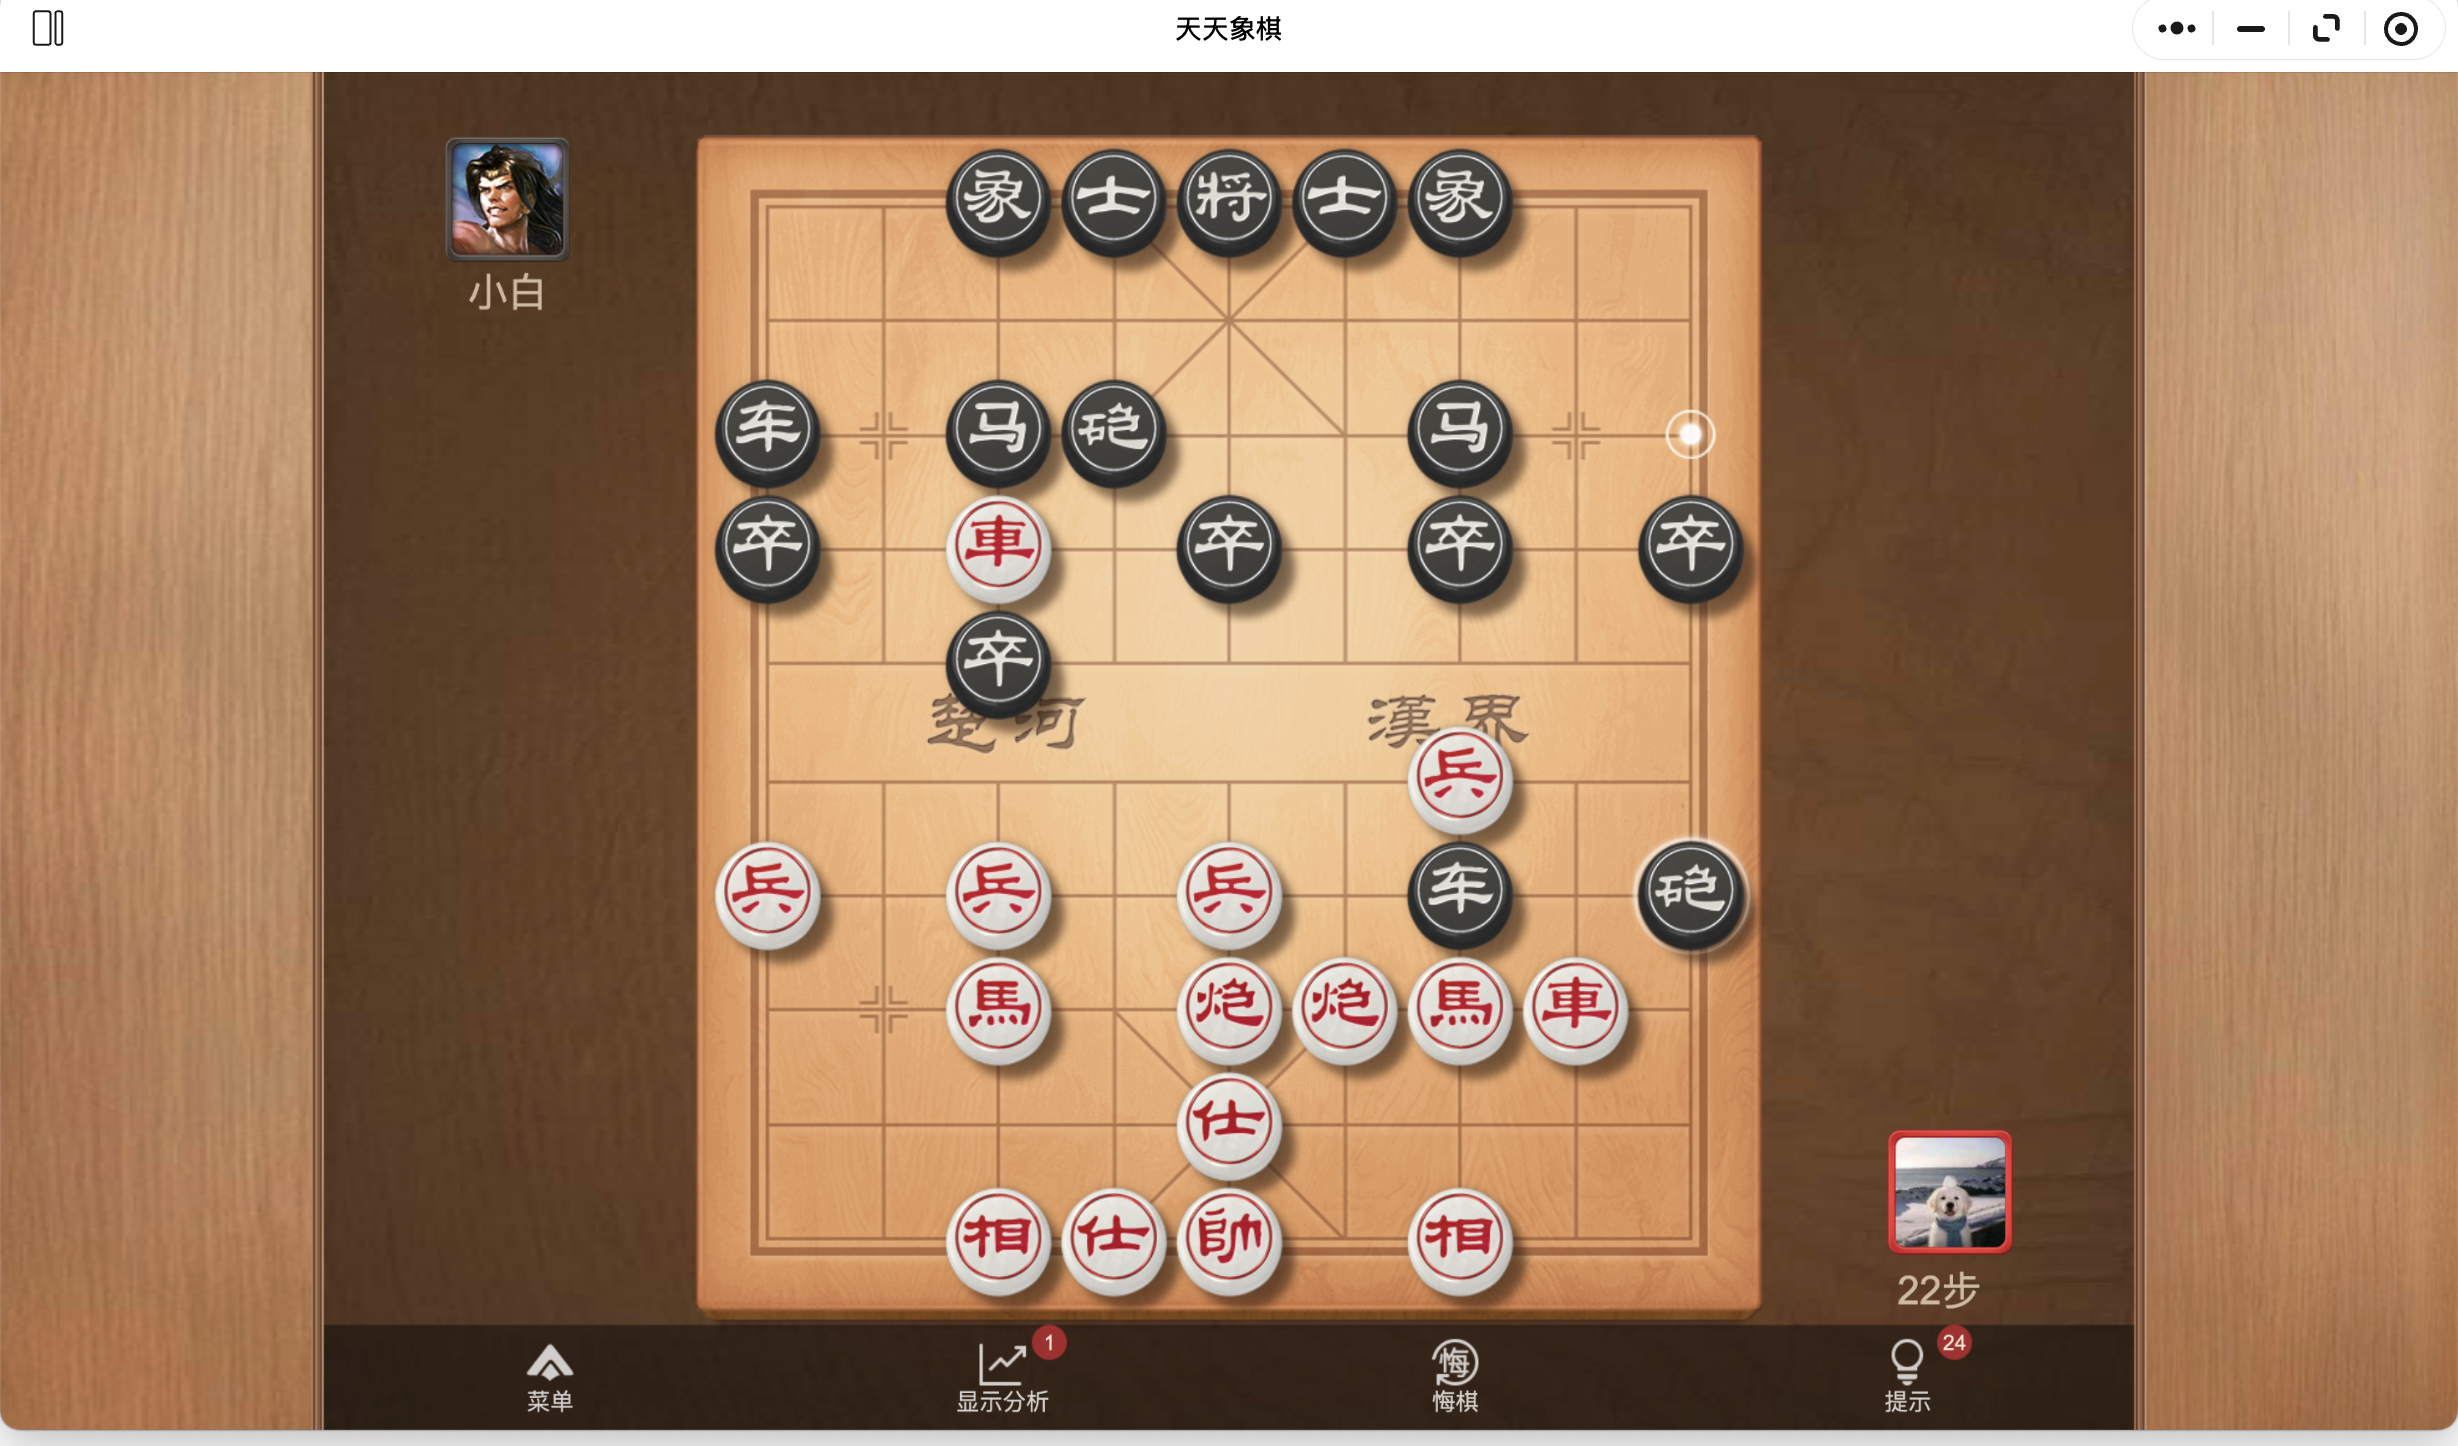 天天象棋
小白
象士将士象
车马砲马
卒車卒卒卒
卒
楚河 漢界
兵
兵兵兵车砲
馬炮炮馬車
仕
相仕帥相
22步
1
24
菜单
显示分析
悔
悔棋
提示